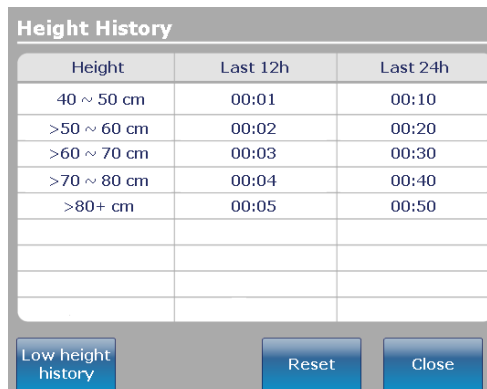 Height History
Height Last 12h Last 24h
40 ~ 50 cm 00:01 00:10
>50 ~ 60 cm 00:02 00:20
>60 ~ 70 cm 00:03 00:30
>70 ~ 80 cm 00:04 00:40
>80+ cm 00:05 00:50
Low height
history
Reset
Close